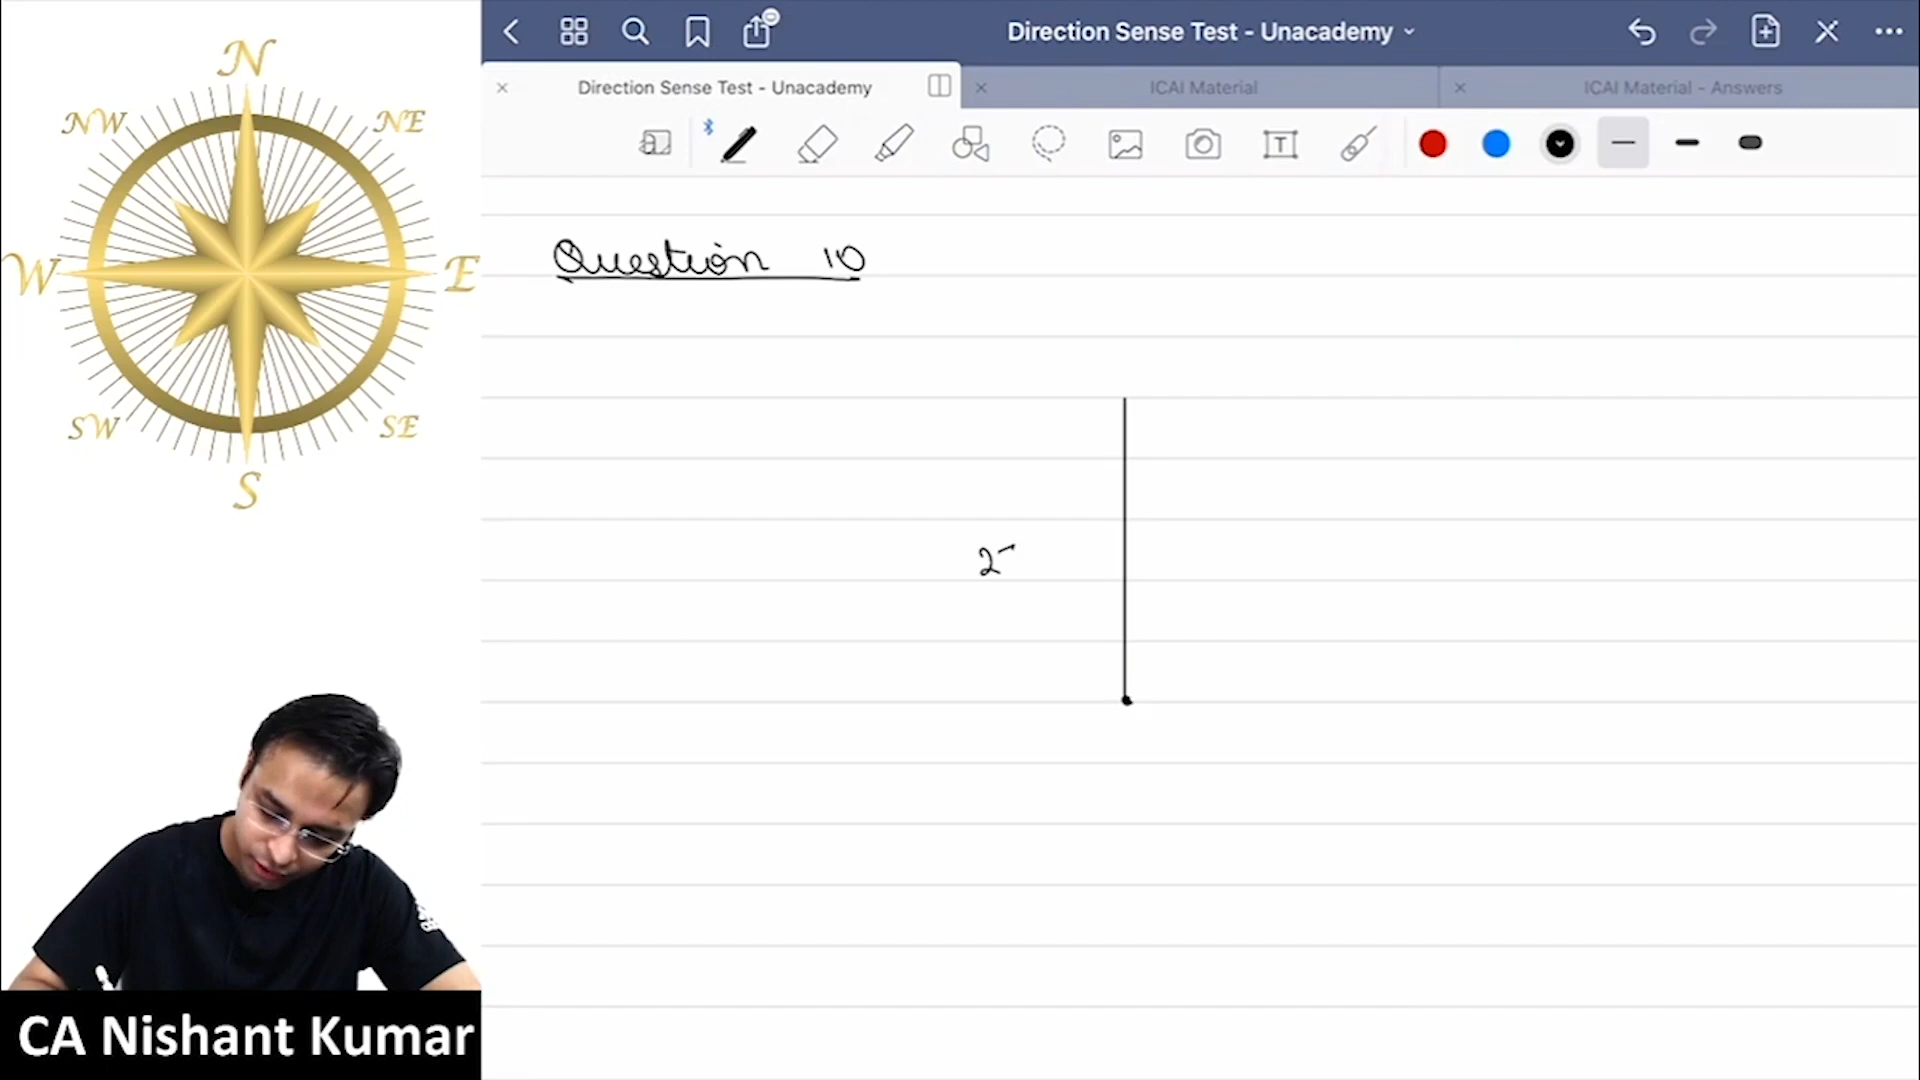 N
NW
NE
W
E
SW
SE
S
Direction Sense Test - Unacademy
Direction Sense Test - Unacademy
ICAI Material
ICAI Material - Answers
a
T
Question 10
2
CA Nishant Kumar